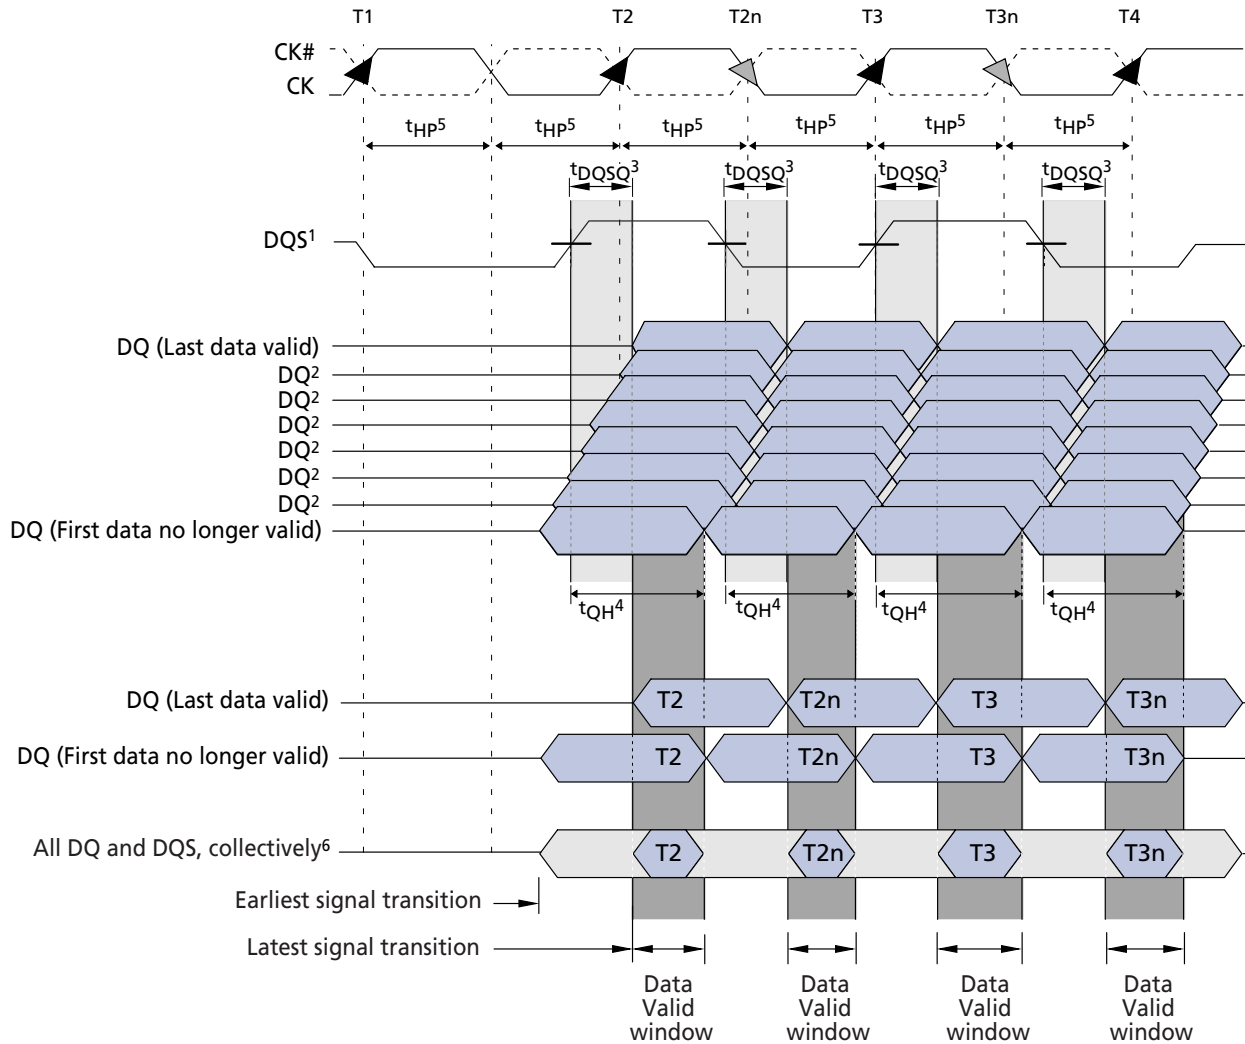 T1 T2 T2n T3 T3n T4
CK#
CK
tHP5 tHP5 tHP5 tHP5 tHP5 tHP5
tDQSQ3 tDQSQ3 tDQSQ3 tDQSQ3
DQS1
DQ (Last data valid)
DQ2
DQ2
DQ2
DQ2
DQ2
DQ2
DQ (First data no longer valid)
tQH4 tQH4 tQH4 tQH4
DQ (Last data valid) T2 T2n T3 T3n
DQ (First data no longer valid) T2 T2n T3 T3n
All DQ and DQS, collectively6 T2 T2n T3 T3n
Earliest signal transition
Latest signal transition
Data Data Data Data
Valid Valid Valid Valid
window window window window